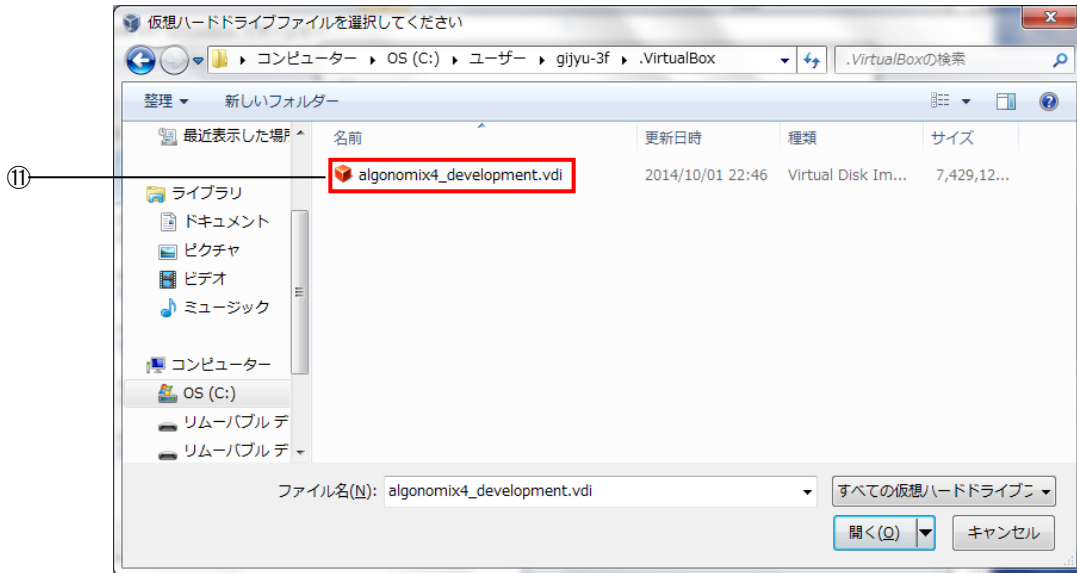 仮想ハードドライブファイルを選択してください
コンピューター OS (C:) ユーザー gijyu-3f .VirtualBox
.VirtualBoxの検索
整理 新しいフォルダー
最近表示した場所
名前 更新日時 種類 サイズ
⑪
algonomix4_development.vdi 2014/10/01 22:46 Virtual Disk Im... 7,429,12...
ライブラリ
ドキュメント
ピクチャ
ビデオ
ミュージック
コンピューター
OS (C:)
リムーバブル デ
リムーバブル デ
ファイル名(N): algonomix4_development.vdi
すべての仮想ハードドライブフ
開く(O) キャンセル